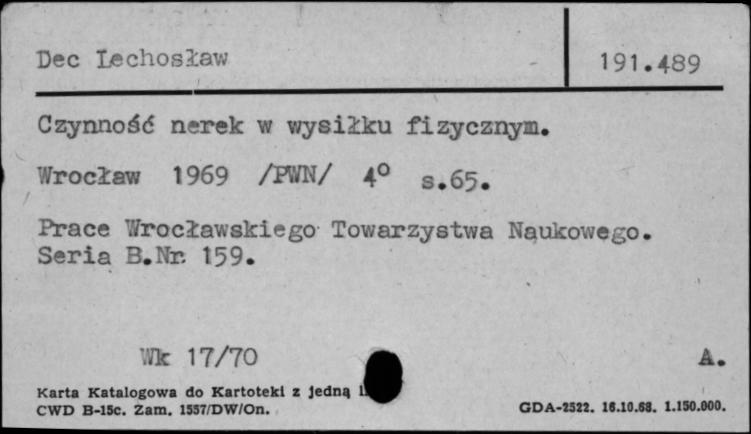 Dec Lechosław
191.489
Czynność nerek w wysiłku fizycznym.
Wrocław 1969 /PWN/ 4° s.65.
Prace Wrocławskiego Towarzystwa Naukowego.
Seria B.Nr. 159.
Wk 17/70
A.
Karta Katalogowa do Kartoteki z jedną
CWD B-15c. Zam. 1557/DW/On.
GDA-2522. 16.10.68. 1.150.000.